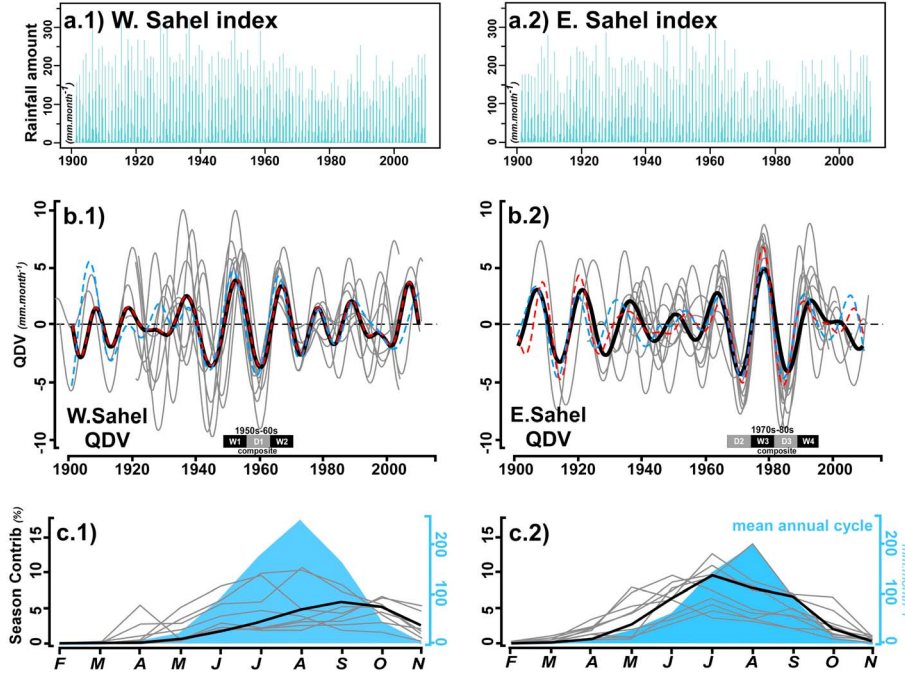 a.1) W. Sahel index
Rainfall amount
(mm.month-1)
0 100 200 300
1900 1920 1940 1960 1980 2000
a.2) E. Sahel index
(mm.month-1)
0 100 200 300
1900 1920 1940 1960 1980 2000
b.1)
QDV (mm.month-1)
10
5
0
-5
-10
W.Sahel
QDV
1950s-60s
W1 D1 W2
composite
1900 1920 1940 1960 1980 2000
b.2)
10
5
0
-5
-10
E.Sahel
QDV
1970s-80s
D2 W3 D3 W4
composite
1900 1920 1940 1960 1980 2000
c.1)
Season Contrib (%)
15
10
5
0
200
100
0
F M A M J J A S O N
c.2)
mean annual cycle
15
10
5
0
200
100
0
F M A M J J A S O N